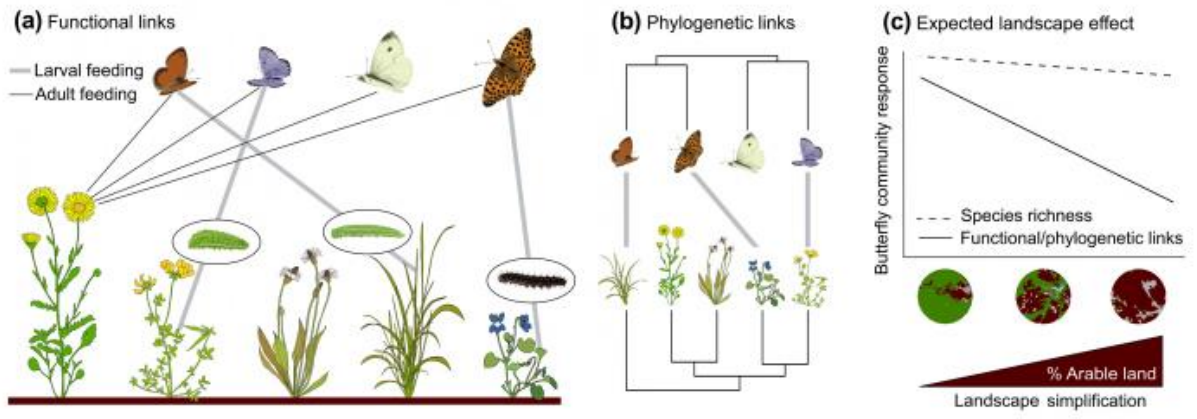 (a) Functional links
Larval feeding
Adult feeding
(b) Phylogenetic links
(c) Expected landscape effect
Butterfly community response
Species richness
Functional/phylogenetic links
% Arable land
Landscape simplification